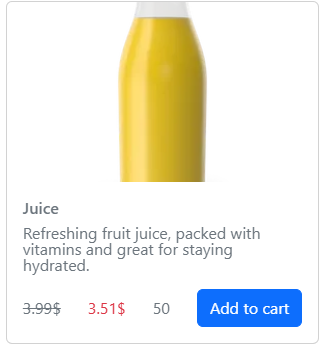 Juice
Refreshing fruit juice, packed with
vitamins and great for staying
hydrated.
3.99$ 3.51$ 50 Add to cart